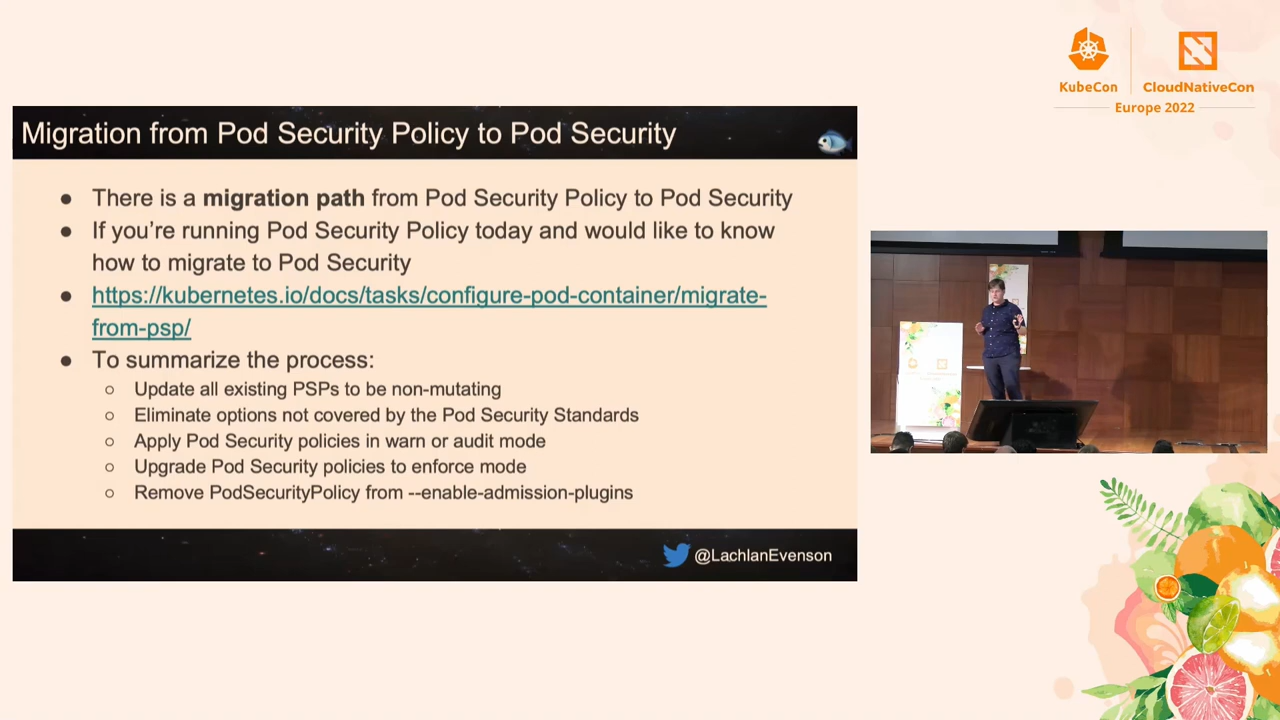 KubeCon
CloudNativeCon
Europe 2022
Migration from Pod Security Policy to Pod Security
● There is a migration path from Pod Security Policy to Pod Security
● If you’re running Pod Security Policy today and would like to know
how to migrate to Pod Security
● https://kubernetes.io/docs/tasks/configure-pod-container/migrate-
from-psp/
● To summarize the process:
○ Update all existing PSPs to be non-mutating
○ Eliminate options not covered by the Pod Security Standards
○ Apply Pod Security policies in warn or audit mode
○ Upgrade Pod Security policies to enforce mode
○ Remove PodSecurityPolicy from --enable-admission-plugins
@LachlanEvenson